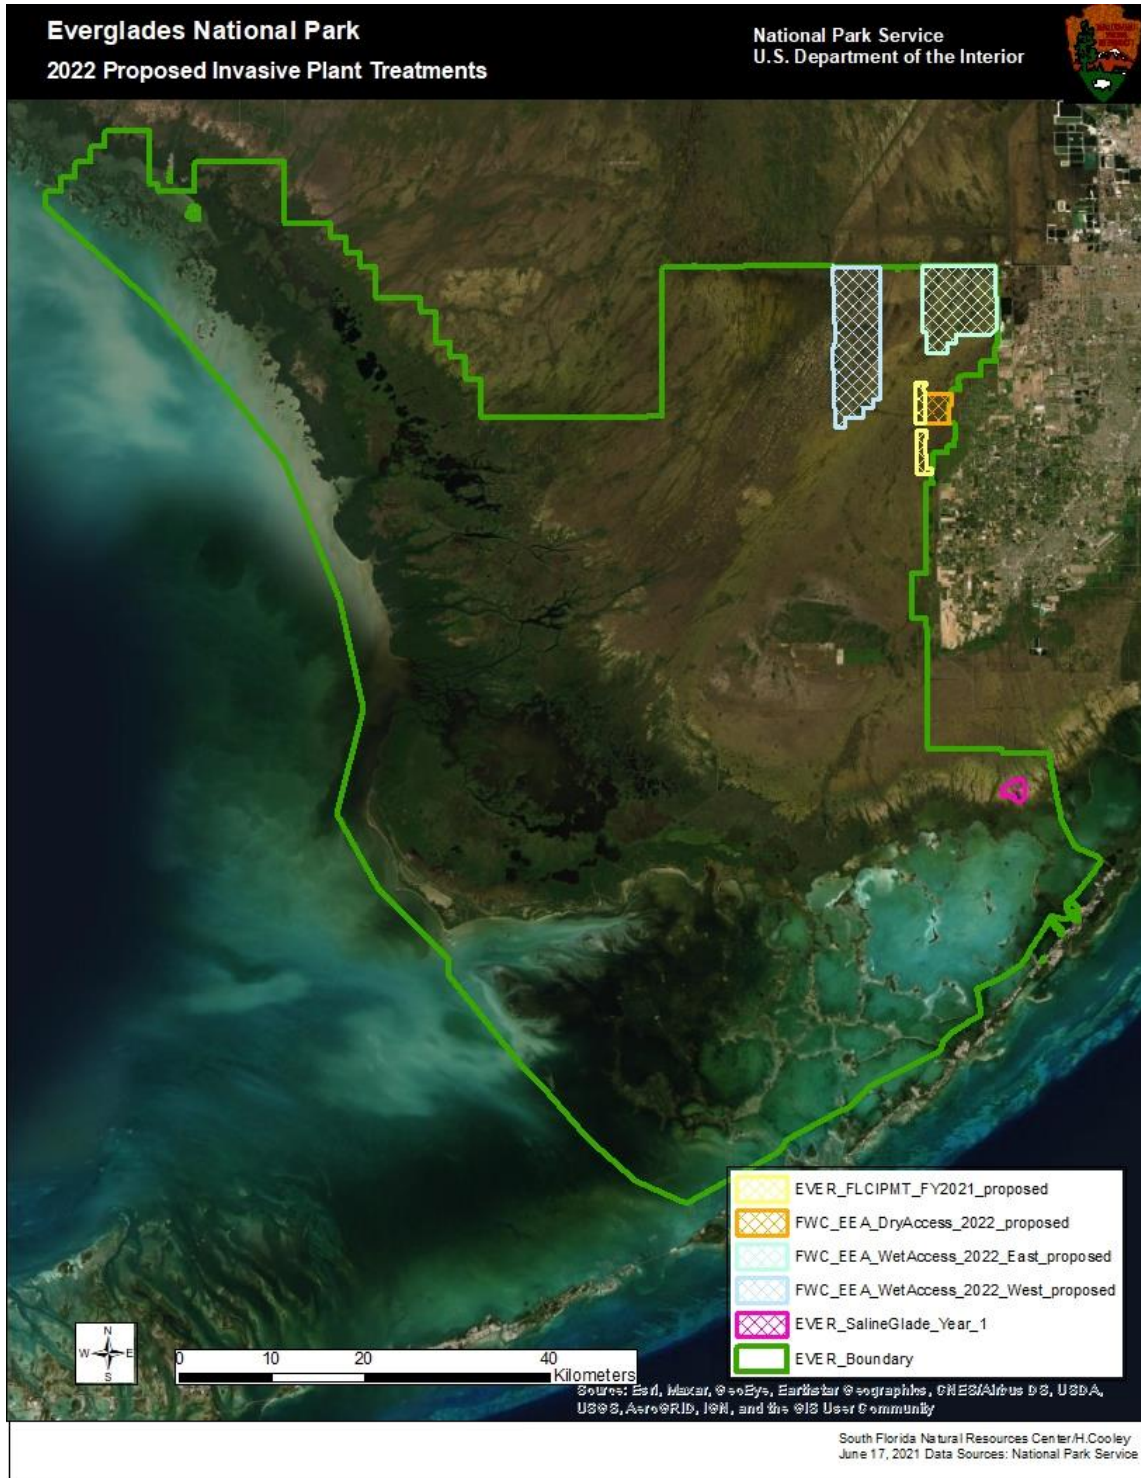 Everglades National Park
2022 Proposed Invasive Plant Treatments
National Park Service
U.S. Department of the Interior
EVER_FLCIPMT_FY2021_proposed
FWC_EEA_DryAccess_2022_proposed
FWC_EEA_WetAccess_2022_East_proposed
FWC_EEA_WetAccess_2022_West_proposed
EVER_SalineGlade_Year_1
EVER_Boundary
N
W E
S
0 10 20 40
Kilometers
Source: Esri, Maxar, GeoEye, Earthstar Geographics, CNES/Airbus DS, USDA,
USGS, AeroGRID, IGN, and the GIS User Community
South Florida Natural Resources Center/H.Cooley
June 17, 2021 Data Sources: National Park Service